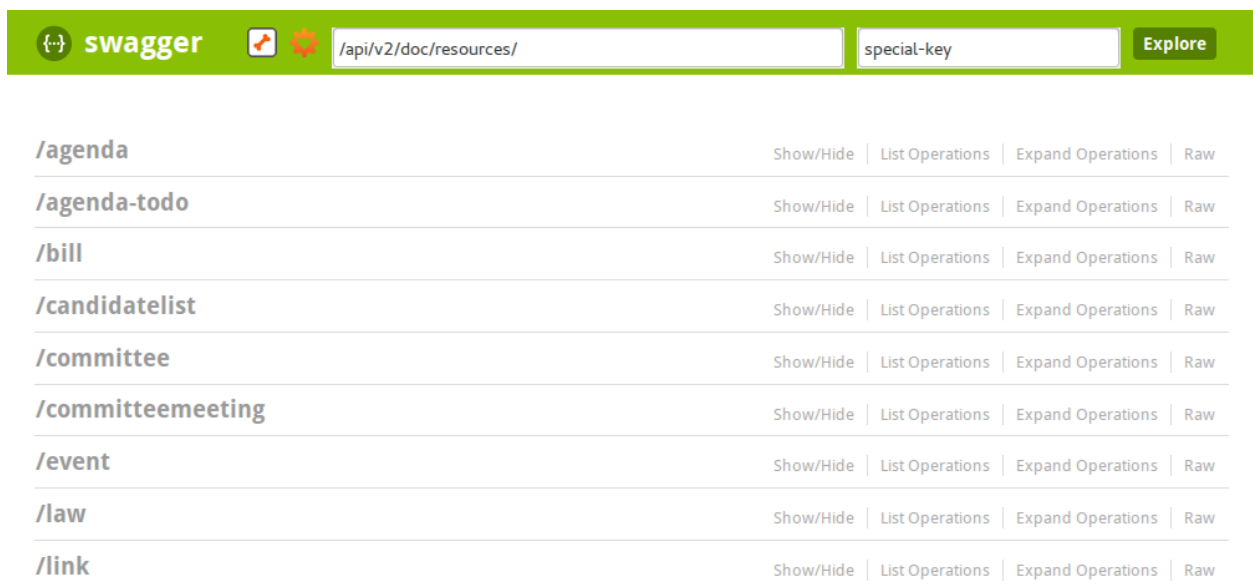 {··} swagger /api/v2/doc/resources/ special-key Explore
/agenda Show/Hide List Operations Expand Operations Raw
/agenda-todo Show/Hide List Operations Expand Operations Raw
/bill Show/Hide List Operations Expand Operations Raw
/candidatelist Show/Hide List Operations Expand Operations Raw
/committee Show/Hide List Operations Expand Operations Raw
/committeemeeting Show/Hide List Operations Expand Operations Raw
/event Show/Hide List Operations Expand Operations Raw
/law Show/Hide List Operations Expand Operations Raw
/link Show/Hide List Operations Expand Operations Raw